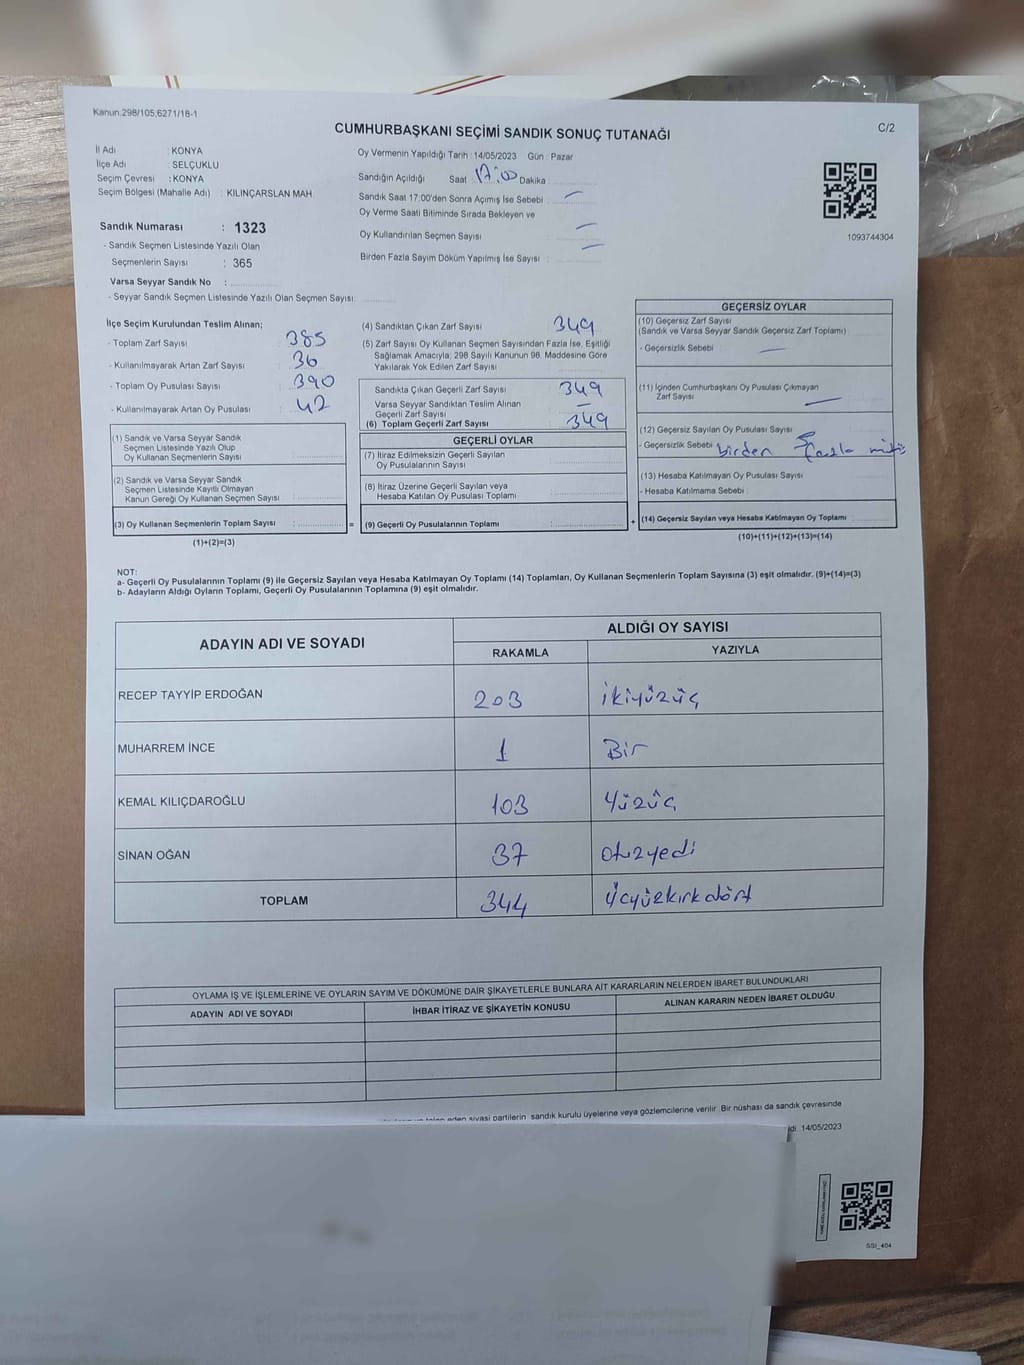 Kanun.298/105,6271/18-1
CUMHURBAŞKANI SEÇİMİ SANDIK SONUÇ TUTANAĞI
C/2
İl Adı : KONYA
İlçe Adı : SELÇUKLU
Seçim Çevresi : KONYA
Seçim Bölgesi (Mahalle Adı) : KILINÇARSLAN MAH.
Sandık Numarası : 1323
- Sandık Seçmen Listesinde Yazılı Olan
Seçmenlerin Sayısı : 365
Varsa Seyyar Sandık No :
- Seyyar Sandık Seçmen Listesinde Yazılı Olan Seçmen Sayısı:
Oy Vermenin Yapıldığı Tarih : 14/05/2023 Gün : Pazar
Sandığın Açıldığı Saat 17:00 Dakika :
Sandık Saat 17:00'den Sonra Açımış İse Sebebi : —
Oy Verme Saati Bitiminde Sırada Bekleyen ve
Oy Kullandırılan Seçmen Sayısı : —
Birden Fazla Sayım Döküm Yapılmış İse Sayısı : —
1093744304
İlçe Seçim Kurulundan Teslim Alınan;
- Toplam Zarf Sayısı : 385
- Kullanılmayarak Artan Zarf Sayısı : 36
- Toplam Oy Pusulası Sayısı : 390
- Kullanılmayarak Artan Oy Pusulası : 42
(1) Sandık ve Varsa Seyyar Sandık
Seçmen Listesinde Yazılı Olup
Oy Kullanan Seçmenlerin Sayısı :
(2) Sandık ve Varsa Seyyar Sandık
Seçmen Listesinde Kayıtlı Olmayan
Kanun Gereği Oy Kullanan Seçmen Sayısı :
(3) Oy Kullanan Seçmenlerin Toplam Sayısı : =
(1)+(2)=(3)
(4) Sandıktan Çıkan Zarf Sayısı : 349
(5) Zarf Sayısı Oy Kullanan Seçmen Sayısından Fazla İse, Eşitliği
Sağlamak Amacıyla, 298 Sayılı Kanunun 98. Maddesine Göre
Yakılarak Yok Edilen Zarf Sayısı :
Sandıkta Çıkan Geçerli Zarf Sayısı : 349
Varsa Seyyar Sandıktan Teslim Alınan
Geçerli Zarf Sayısı : —
(6) Toplam Geçerli Zarf Sayısı : 349
GEÇERLİ OYLAR
(7) İtiraz Edilmeksizin Geçerli Sayılan
Oy Pusulalarının Sayısı :
(8) İtiraz Üzerine Geçerli Sayılan veya
Hesaba Katılan Oy Pusulası Toplamı :
(9) Geçerli Oy Pusulalarının Toplamı : +
GEÇERSİZ OYLAR
(10) Geçersiz Zarf Sayısı
(Sandık ve Varsa Seyyar Sandık Geçersiz Zarf Toplamı) :
- Geçersizlik Sebebi : —
(11) İçinden Cumhurbaşkanı Oy Pusulası Çıkmayan
Zarf Sayısı : —
(12) Geçersiz Sayılan Oy Pusulası Sayısı : 5
- Geçersizlik Sebebi : birden fazla
(13) Hesaba Katılmayan Oy Pusulası Sayısı :
- Hesaba Katılmama Sebebi :
(14) Geçersiz Sayılan veya Hesaba Katılmayan Oy Toplamı :
(10)+(11)+(12)+(13)=(14)
NOT:
a- Geçerli Oy Pusulalarının Toplamı (9) ile Geçersiz Sayılan veya Hesaba Katılmayan Oy Toplamı (14) Toplamları, Oy Kullanan Seçmenlerin Toplam Sayısına (3) eşit olmalıdır. (9)+(14)=(3)
b- Adayların Aldığı Oyların Toplamı, Geçerli Oy Pusulalarının Toplamına (9) eşit olmalıdır.
ADAYIN ADI VE SOYADI
ALDIĞI OY SAYISI
RAKAMLA YAZIYLA
RECEP TAYYİP ERDOĞAN 203 ikiyüzüç
MUHARREM İNCE 1 Bir
KEMAL KILIÇDAROĞLU 103 Yüzüç
SİNAN OĞAN 37 otuzyedi
TOPLAM 344 üçyüzkırkdört
OYLAMA İŞ VE İŞLEMLERİNE VE OYLARIN SAYIM VE DÖKÜMÜNE DAİR ŞİKAYETLERLE BUNLARA AİT KARARLARIN NELERDEN İBARET BULUNDUKLARI
ADAYIN ADI VE SOYADI İHBAR İTİRAZ VE ŞİKAYETİN KONUSU ALINAN KARARIN NEDEN İBARET OLDUĞU
eden siyasi partilerin sandık kurulu üyelerine veya gözlemcilerine verilir. Bir nüshası da sandık çevresinde
14/05/2023
SSI_404